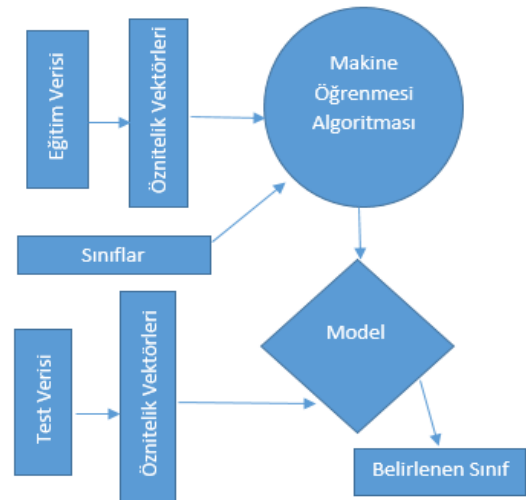 Eğitim Verisi
Öznitelik Vektörleri
Makine
Öğrenmesi
Algoritması
Sınıflar
Test Verisi
Öznitelik Vektörleri
Model
Belirlenen Sınıf